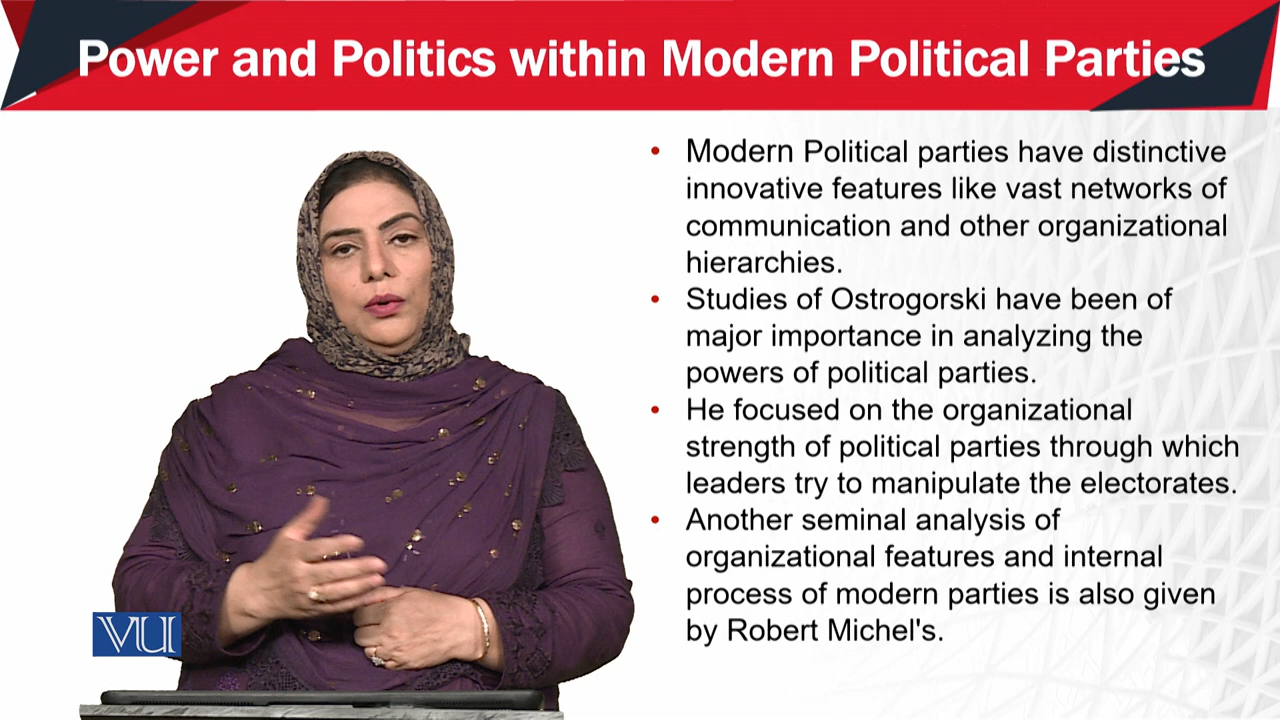 Power and Politics within Modern Political Parties
• Modern Political parties have distinctive
innovative features like vast networks of
communication and other organizational
hierarchies.
• Studies of Ostrogorski have been of
major importance in analyzing the
powers of political parties.
• He focused on the organizational
strength of political parties through which
leaders try to manipulate the electorates.
• Another seminal analysis of
organizational features and internal
process of modern parties is also given
by Robert Michel's.
VU